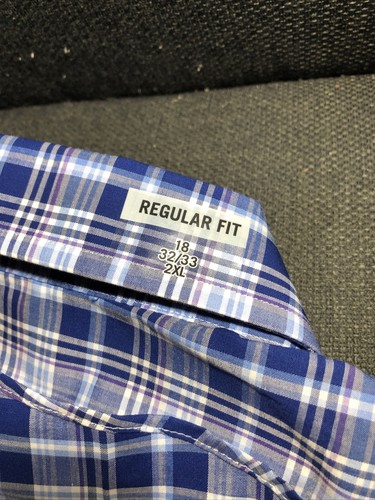 REGULAR FIT
18
32/33
2XL